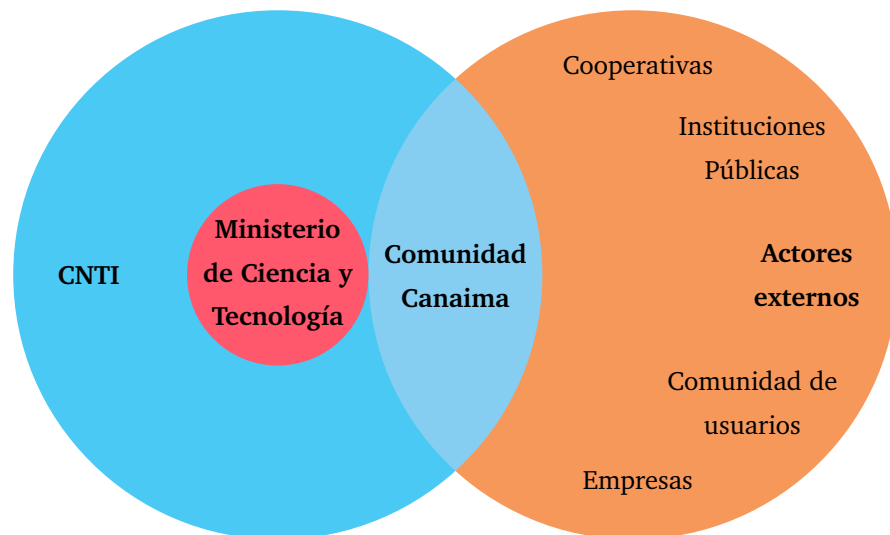 CNTI
Ministerio
de Ciencia y
Tecnología
Comunidad
Canaima
Cooperativas
Instituciones
Públicas
Actores
externos
Comunidad de
usuarios
Empresas